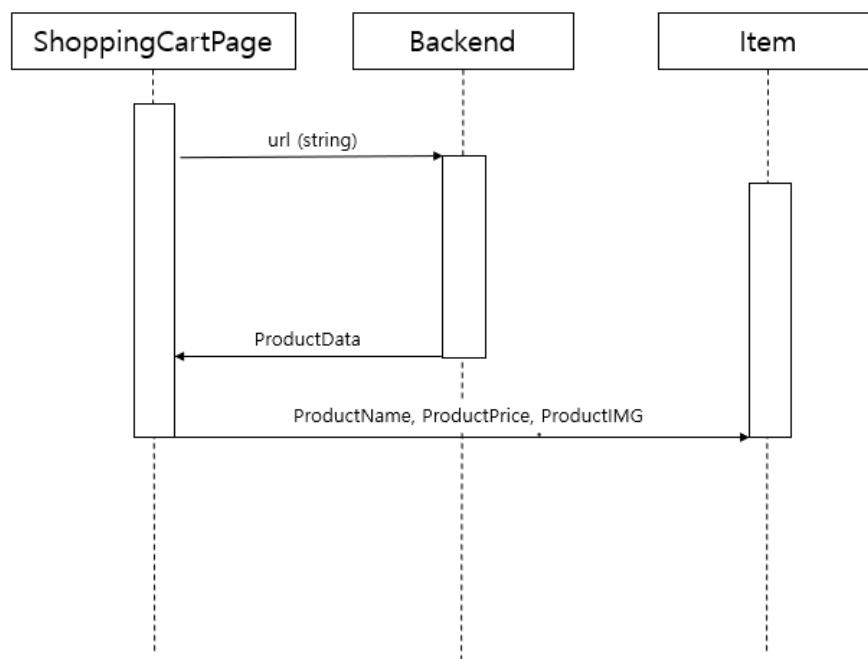 ShoppingCartPage
Backend
Item
url (string)
ProductData
ProductName, ProductPrice, ProductIMG